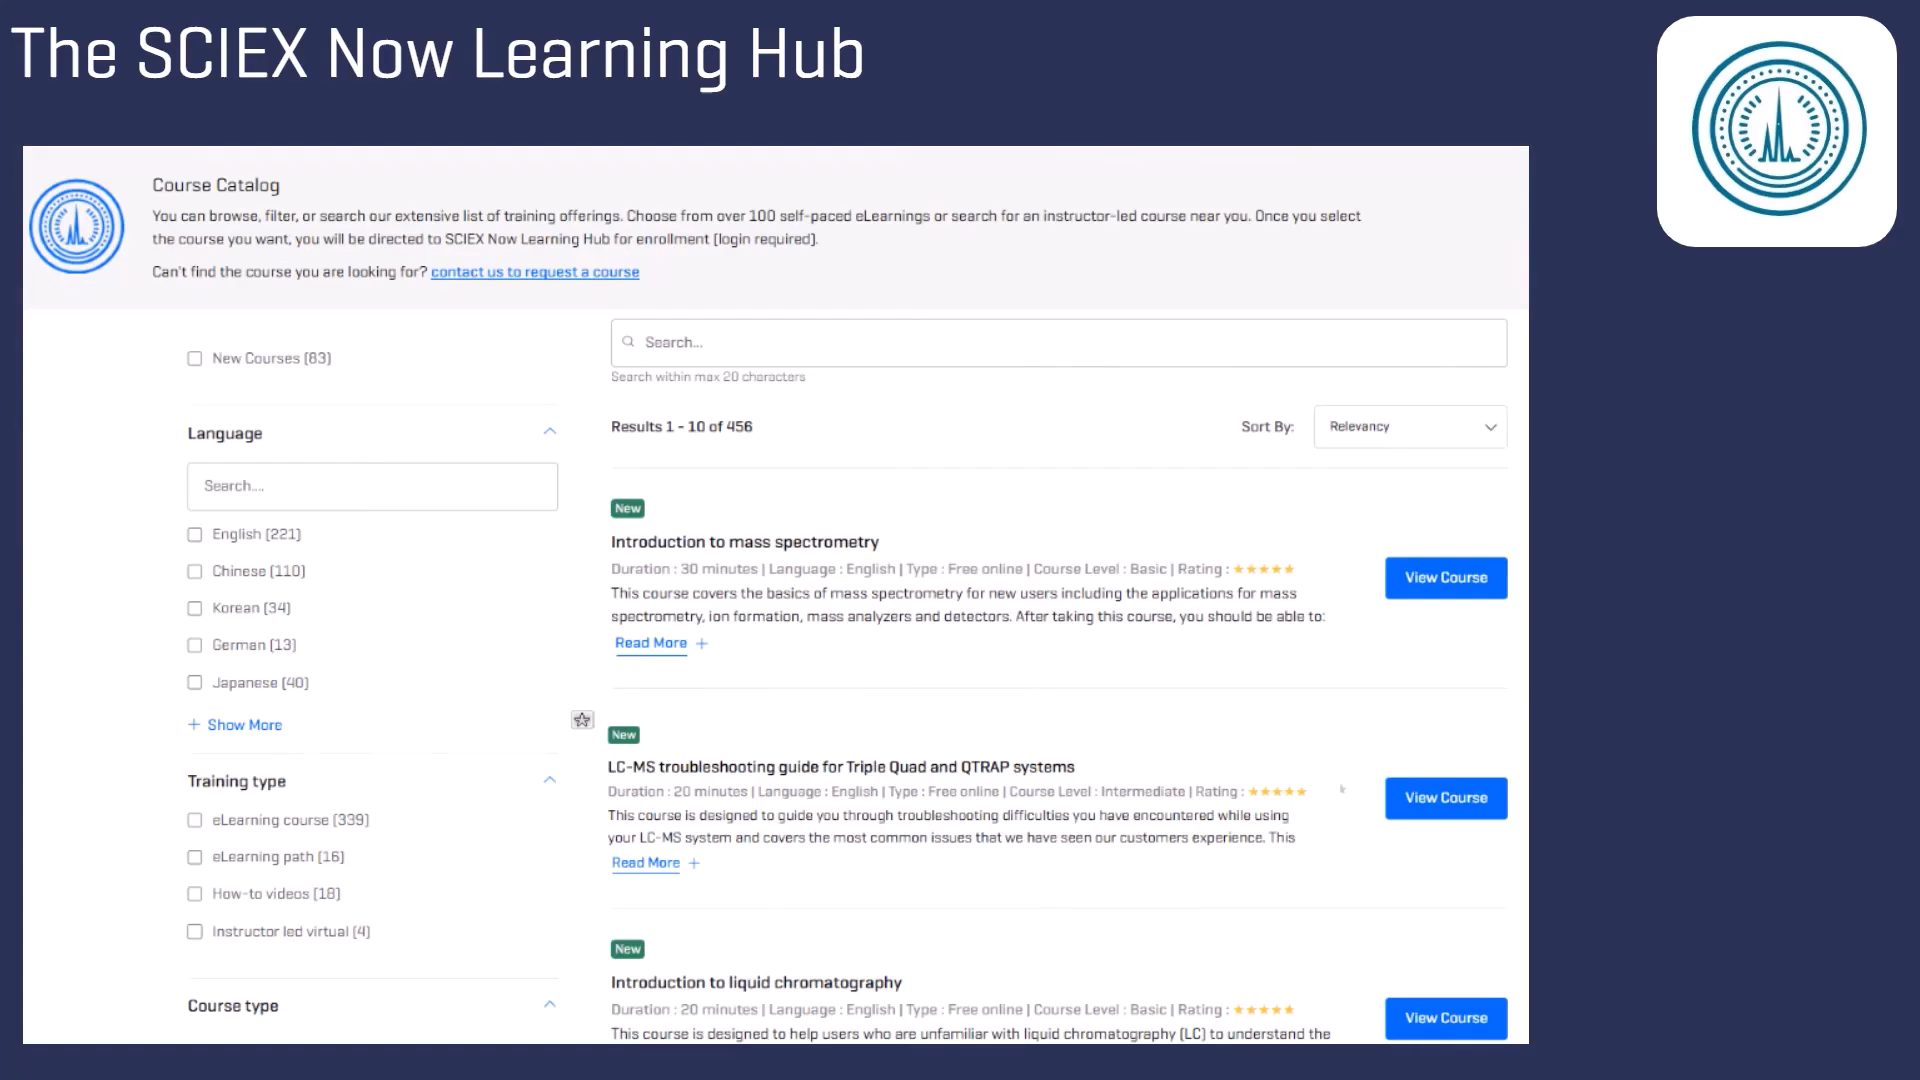 The SCIEX Now Learning Hub
Course Catalog
You can browse, filter, or search our extensive list of training offerings. Choose from over 100 self-paced eLearnings or search for an instructor-led course near you. Once you select
the course you want, you will be directed to SCIEX Now Learning Hub for enrollment (login required).
Can't find the course you are looking for? contact us to request a course
New Courses (83)
Language
Search....
English (221)
Chinese (110)
Korean (34)
German (13)
Japanese (40)
+ Show More
Training type
eLearning course (339)
eLearning path (16)
How-to videos (18)
Instructor led virtual (4)
Course type
Search...
Search within max 20 characters
Results 1 - 10 of 456
Sort By: Relevancy
New
Introduction to mass spectrometry
Duration : 30 minutes | Language : English | Type : Free online | Course Level : Basic | Rating : ★★★★★
This course covers the basics of mass spectrometry for new users including the applications for mass
spectrometry, ion formation, mass analyzers and detectors. After taking this course, you should be able to:
Read More +
View Course
New
LC-MS troubleshooting guide for Triple Quad and QTRAP systems
Duration : 20 minutes | Language : English | Type : Free online | Course Level : Intermediate | Rating : ★★★★★
This course is designed to guide you through troubleshooting difficulties you have encountered while using
your LC-MS system and covers the most common issues that we have seen our customers experience. This
Read More +
View Course
New
Introduction to liquid chromatography
Duration : 20 minutes | Language : English | Type : Free online | Course Level : Basic | Rating : ★★★★★
This course is designed to help users who are unfamiliar with liquid chromatography (LC) to understand the
View Course